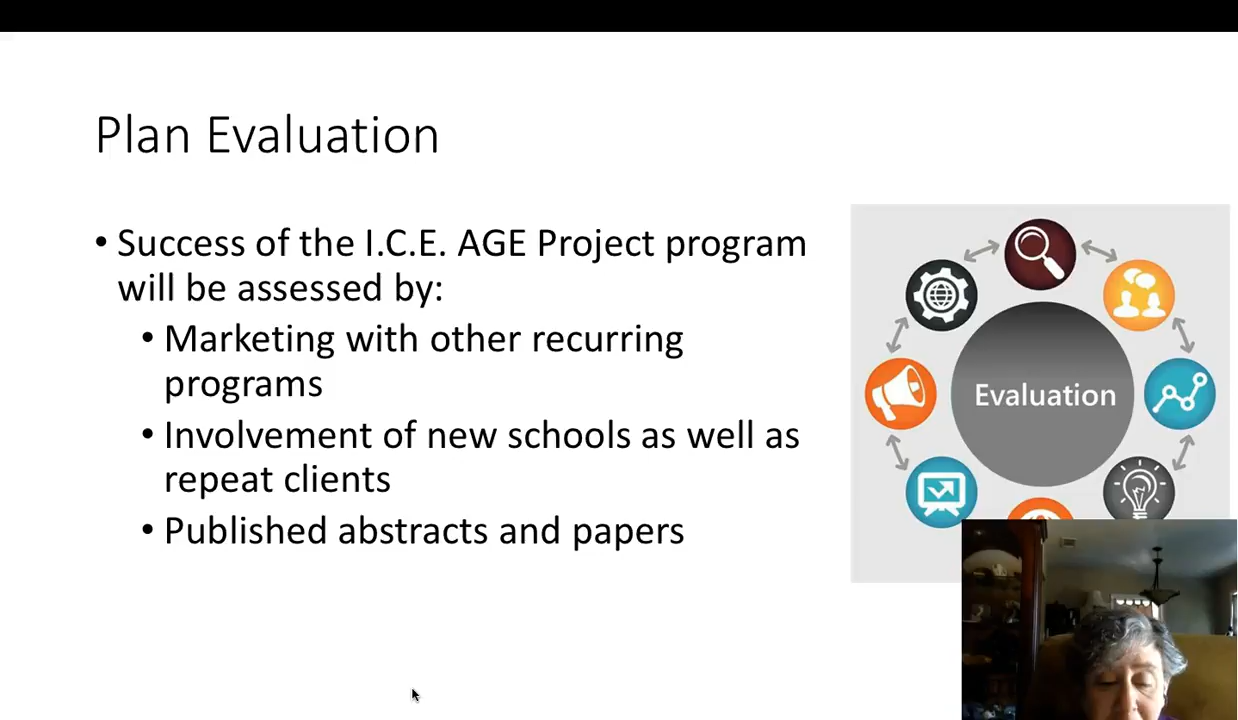 Plan Evaluation
• Success of the I.C.E. AGE Project program
will be assessed by:
• Marketing with other recurring
programs
• Involvement of new schools as well as
repeat clients
• Published abstracts and papers
Evaluation